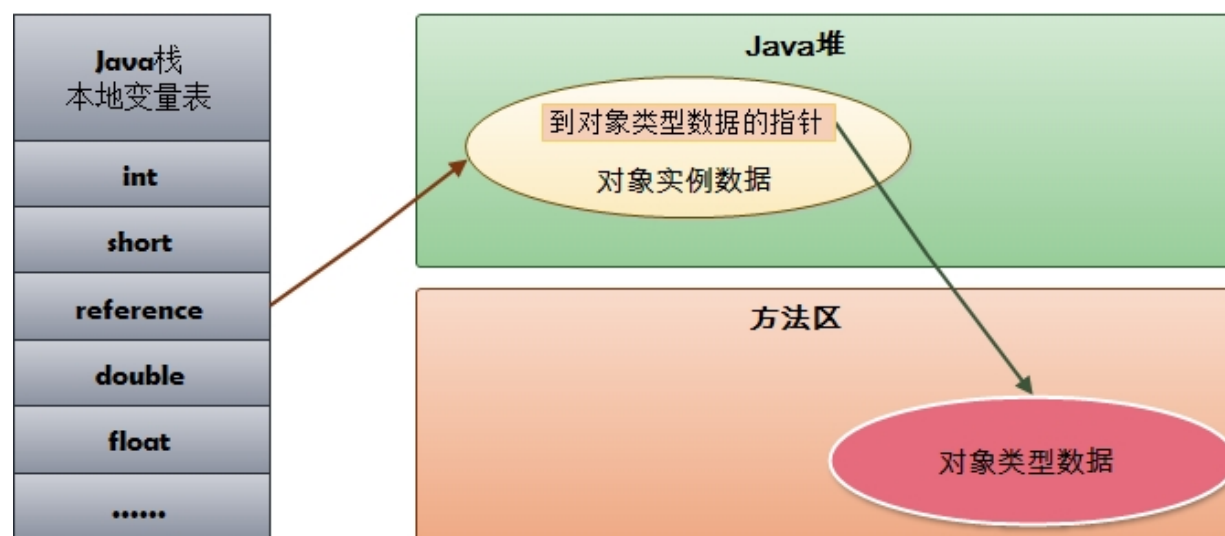 Java栈
本地变量表
int
short
reference
double
float
......
Java堆
到对象类型数据的指针
对象实例数据
方法区
对象类型数据